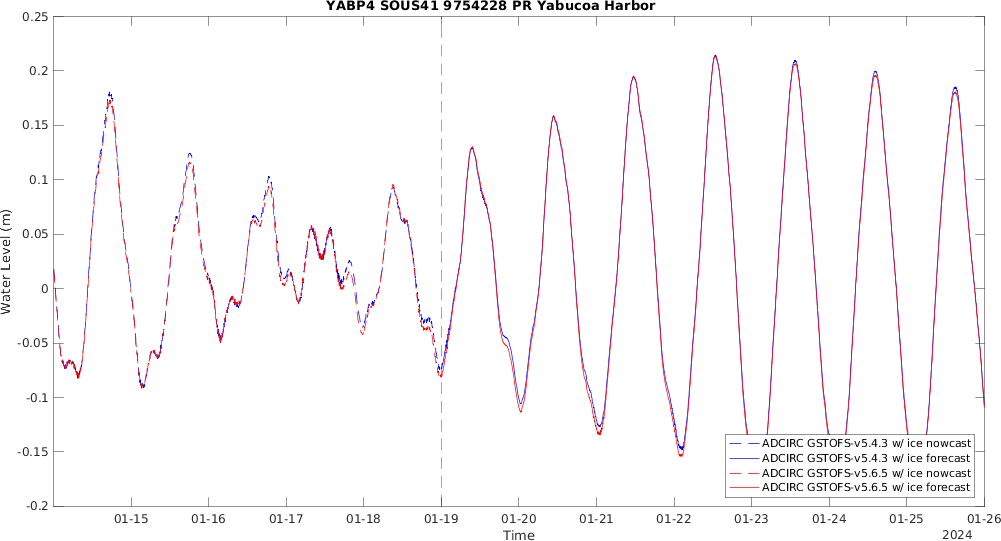 YABP4 SOUS41 9754228 PR Yabucoa Harbor
0.25
0.2
0.15
0.1
0.05
0
-0.05
-0.1
-0.15
-0.2
Water Level (m)
ADCIRC GSTOFS-v5.4.3 w/ ice nowcast
ADCIRC GSTOFS-v5.4.3 w/ ice forecast
ADCIRC GSTOFS-v5.6.5 w/ ice nowcast
ADCIRC GSTOFS-v5.6.5 w/ ice forecast
01-15 01-16 01-17 01-18 01-19 01-20 01-21 01-22 01-23 01-24 01-25 01-26
Time
2024